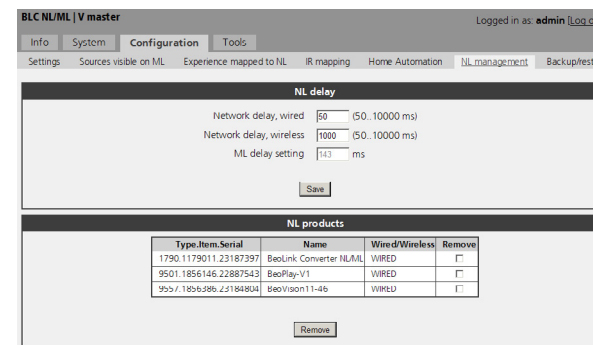 BLC NL/ML | V master
Logged in as: admin [Log o
Info System Configuration Tools
Settings Sources visible on ML Experience mapped to NL IR mapping Home Automation NL management Backup/rest
NL delay
Network delay, wired 50 (50..10000 ms)
Network delay, wireless 1000 (50..10000 ms)
ML delay setting 143 ms
Save
NL products
Type.Item.Serial Name Wired/Wireless Remove
1790.1179011.23187397 BeoLink Converter NL/ML WIRED
9501.1856146.22887543 BeoPlay-V1 WIRED
9557.1856386.23184804 BeoVision11-46 WIRED
Remove